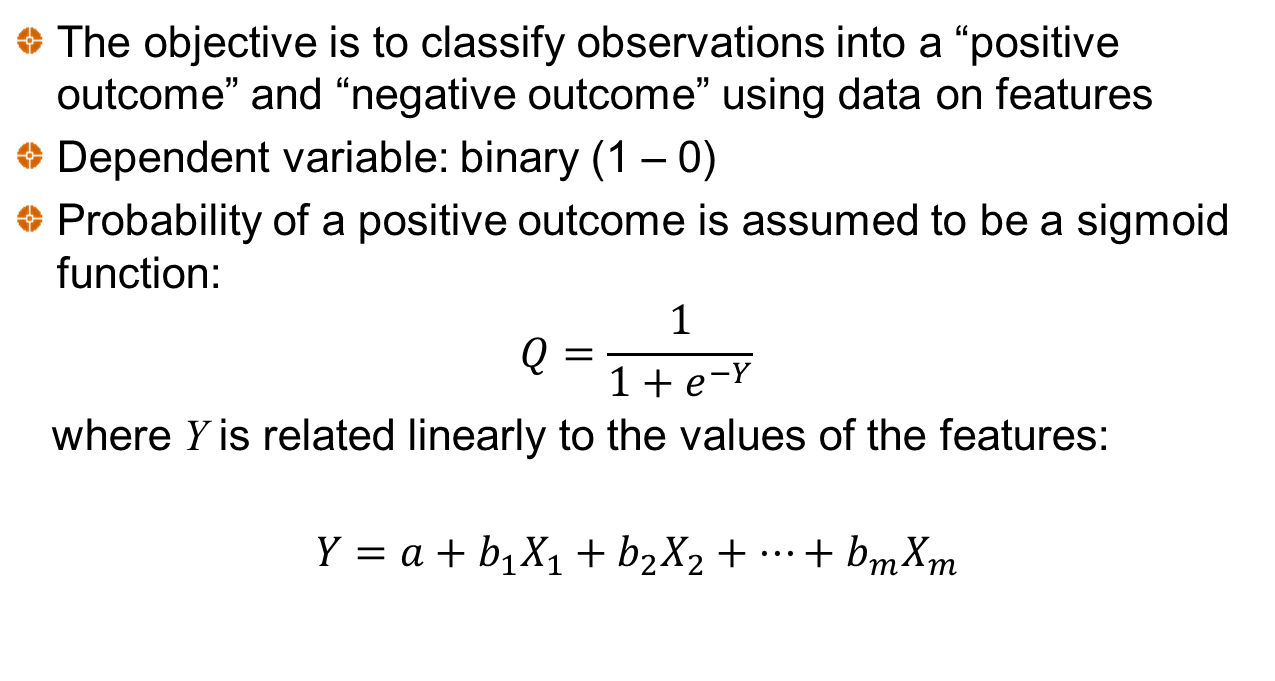 The objective is to classify observations into a “positive
outcome” and “negative outcome” using data on features
Dependent variable: binary (1 – 0)
Probability of a positive outcome is assumed to be a sigmoid
function:
Q = 1 / (1 + e^{−Y})
where Y is related linearly to the values of the features:
Y = a + b₁X₁ + b₂X₂ + ⋯ + bₘXₘ